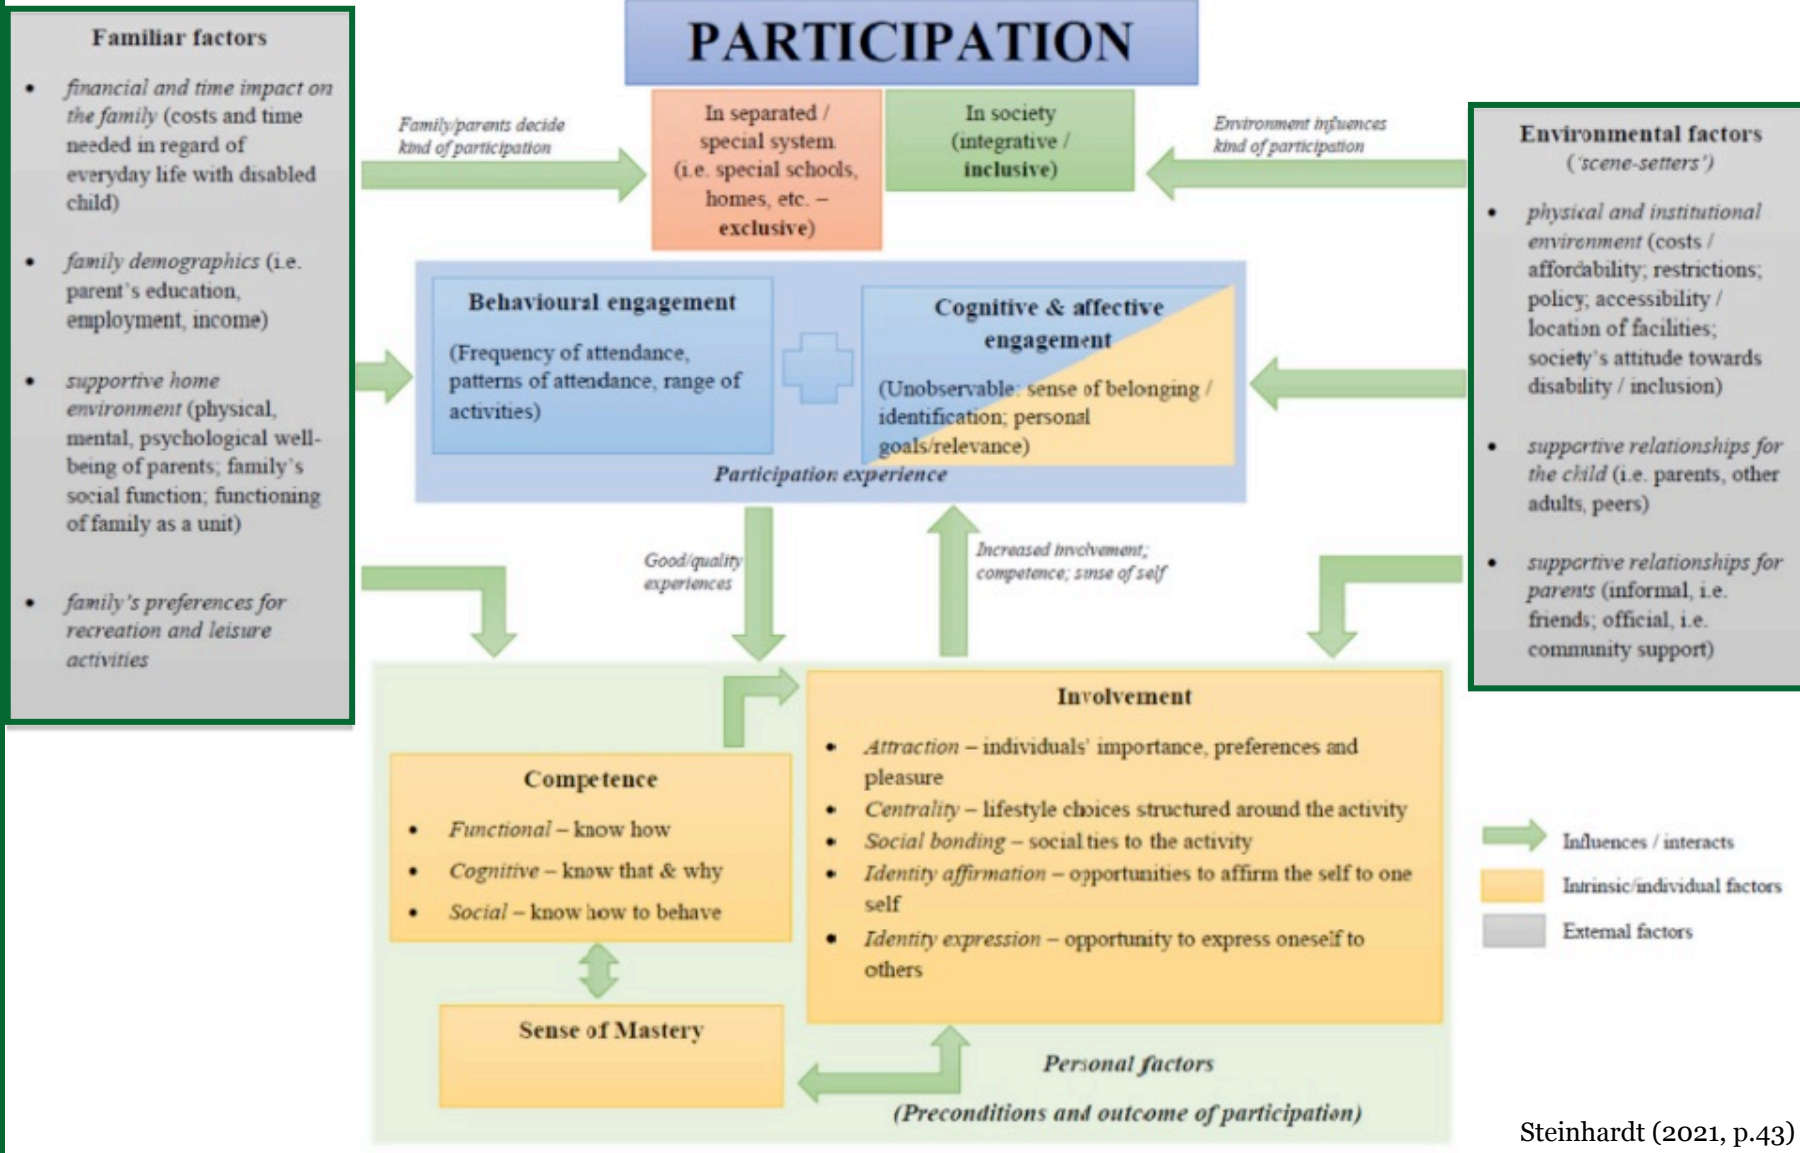 Familiar factors
• financial and time impact on
the family (costs and time
needed in regard of
everyday life with disabled
child)
• family demographics (i.e.
parent's education,
employment, income)
• supportive home
environment (physical,
mental, psychological well-
being of parents; family's
social function; functioning
of family as a unit)
• family's preferences for
recreation and leisure
activities
PARTICIPATION
Family/parents decide
kind of participation
In separated /
special system
(i.e. special schools,
homes, etc. –
exclusive)
In society
(integrative /
inclusive)
Environment influences
kind of participation
Environmental factors
('scene-setters')
• physical and institutional
environment (costs /
affordability; restrictions;
policy; accessibility /
location of facilities;
society's attitude towards
disability / inclusion)
• supportive relationships for
the child (i.e. parents, other
adults, peers)
• supportive relationships for
parents (informal, i.e.
friends; official, i.e.
community support)
Behavioural engagement
(Frequency of attendance,
patterns of attendance, range of
activities)
Cognitive & affective
engagement
(Unobservable: sense of belonging /
identification; personal
goals/relevance)
Participation experience
Good/quality
experiences
Increased involvement;
competence; sense of self
Competence
• Functional – know how
• Cognitive – know that & why
• Social – know how to behave
Sense of Mastery
Involvement
• Attraction – individuals' importance, preferences and
pleasure
• Centrality – lifestyle choices structured around the activity
• Social bonding – social ties to the activity
• Identity affirmation – opportunities to affirm the self to one
self
• Identity expression – opportunity to express oneself to
others
Personal factors
(Preconditions and outcome of participation)
Influences / interacts
Intrinsic/individual factors
External factors
Steinhardt (2021, p.43)